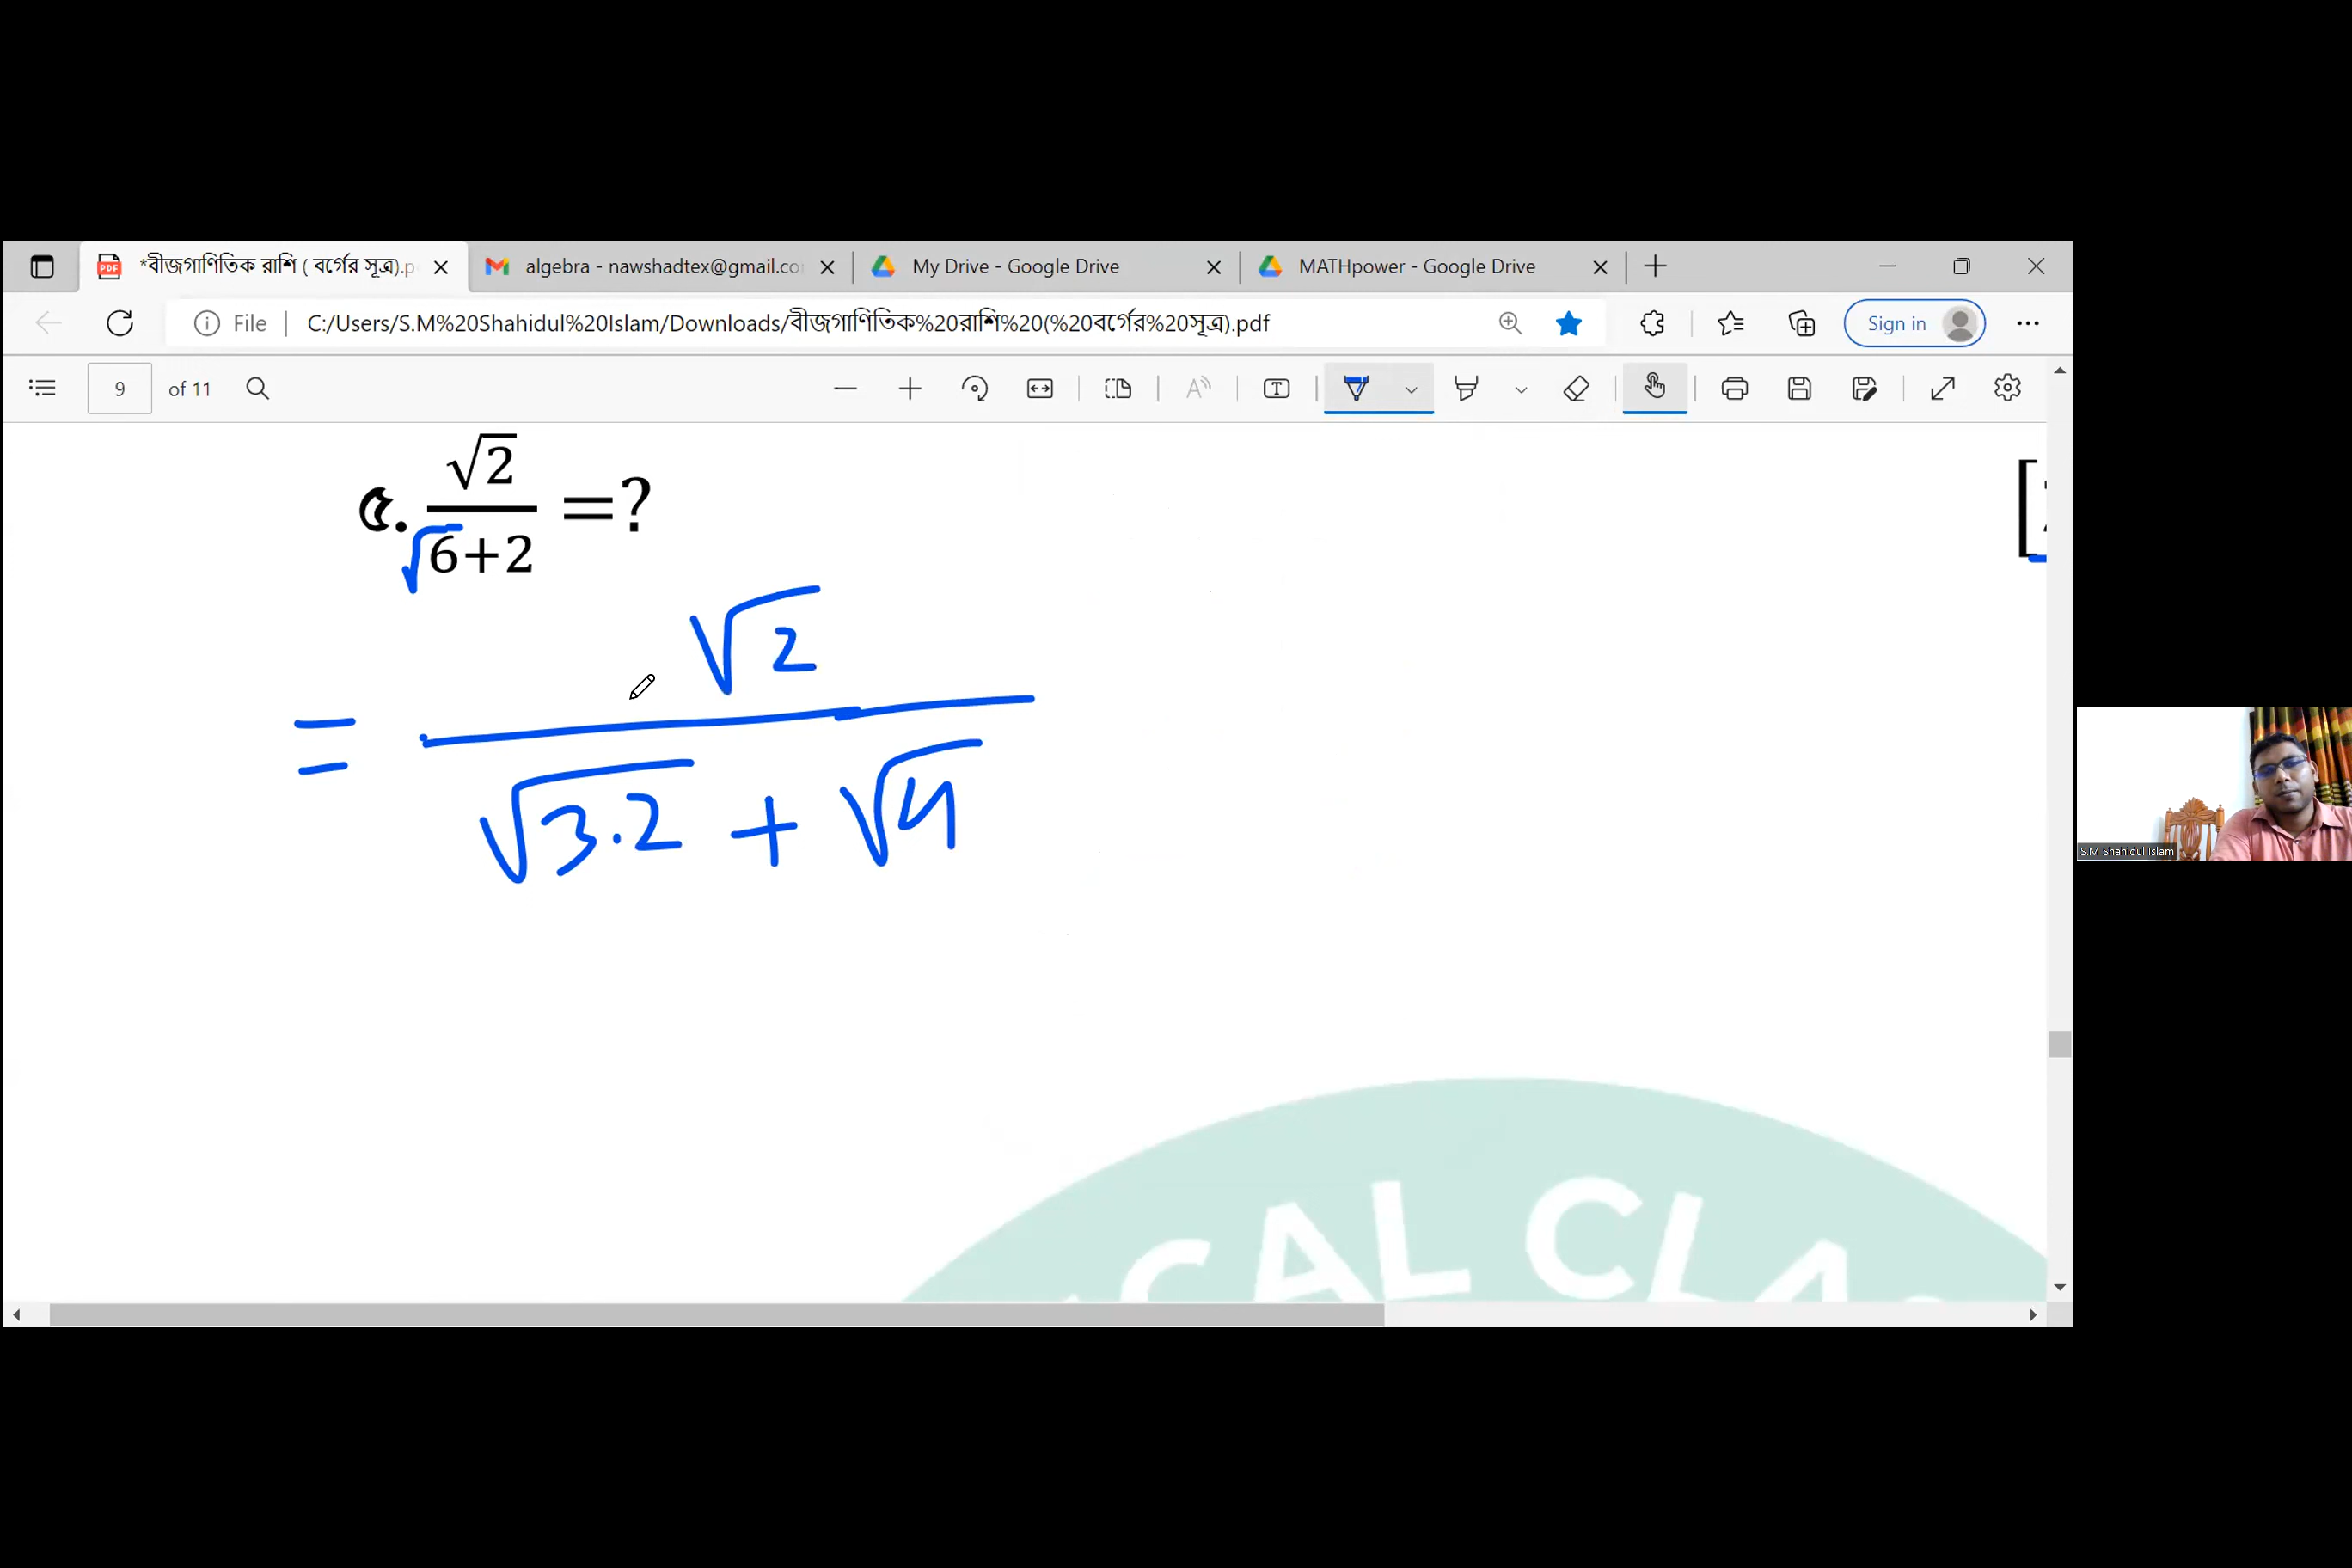 *বীজগাণিতিক রাশি ( বর্গের সূত্র).p
algebra - nawshadtex@gmail.co
My Drive - Google Drive
MATHpower - Google Drive
File
C:/Users/S.M%20Shahidul%20Islam/Downloads/বীজগাণিতিক%20রাশি%20(%20বর্গের%20সূত্র).pdf
Sign in
9 of 11
৫. √2 / √6+2 =?
= √2 / √3.2 + √4
S.M Shahidul Islam
CAL CLA